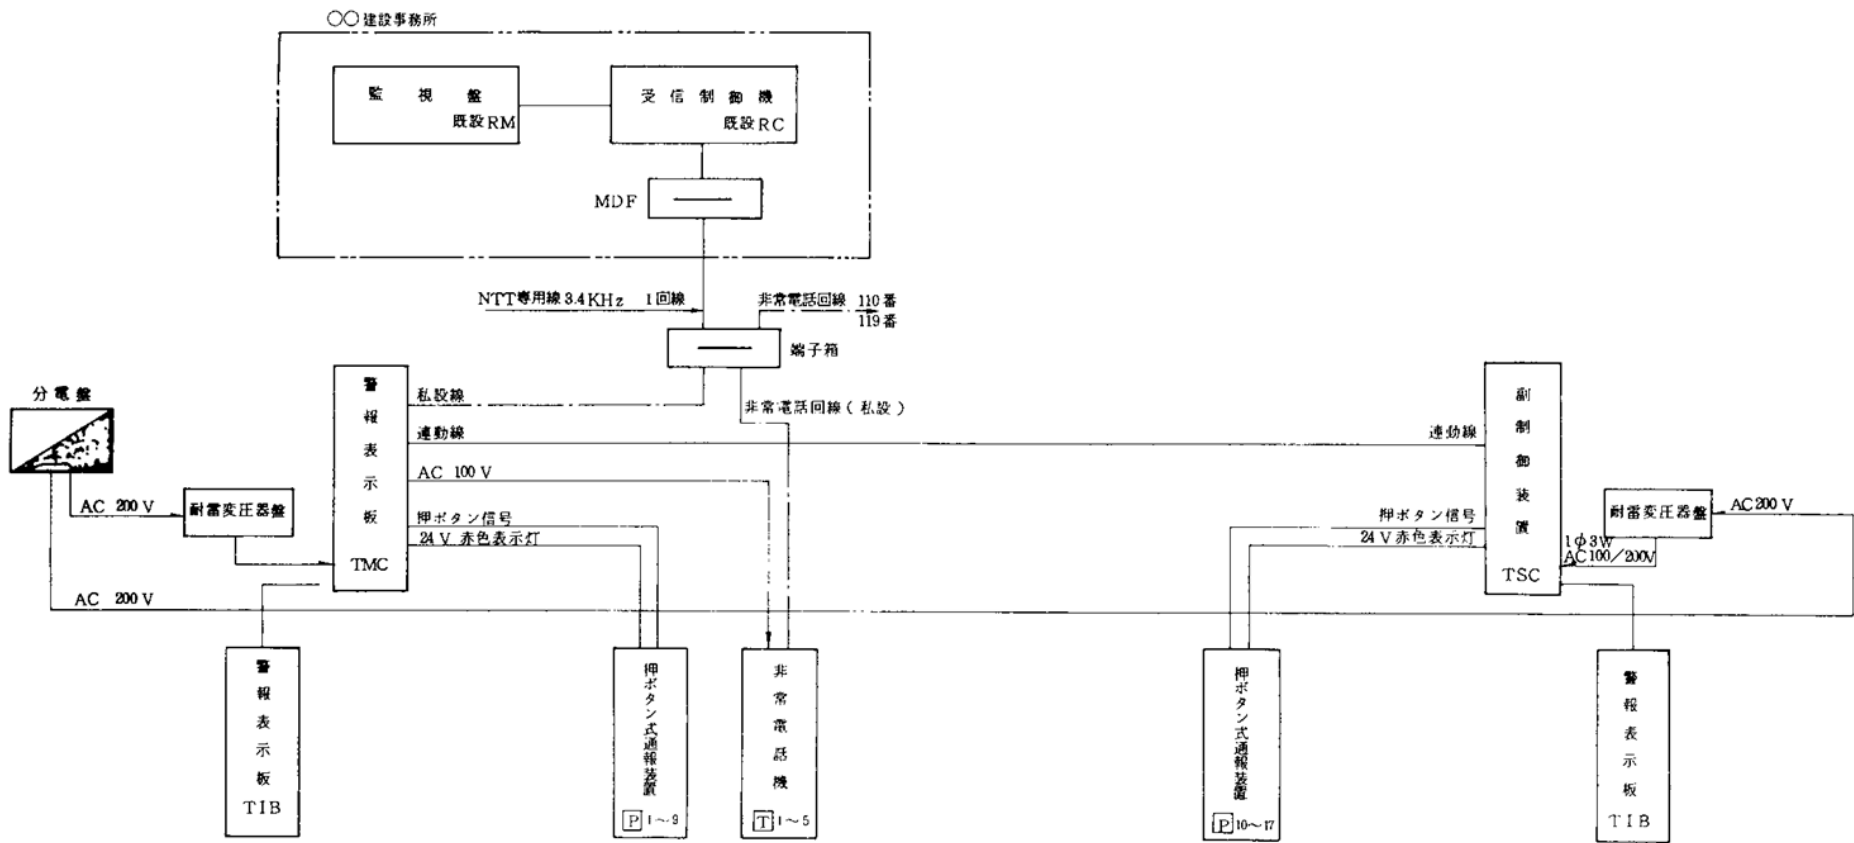 ○○建設事務所
監視盤
既設RM
受信制御機
既設RC
MDF
NTT専用線3.4KHz 1回線
非常電話回線 110番
119番
端子箱
分電盤
AC 200V
耐雷変圧器盤
警報表示板
TMC
私設線
連動線
AC 100V
押ボタン信号
24V 赤色表示灯
非常電話回線(私設)
連動線
押ボタン信号
24V赤色表示灯
副制御装置
TSC
耐雷変圧器盤
AC200V
1φ3W
AC100/200V
AC 200V
警報表示板
TIB
押ボタン式通報装置
P 1〜9
非常電話機
T 1〜5
押ボタン式通報装置
P 10〜17
警報表示板
TIB